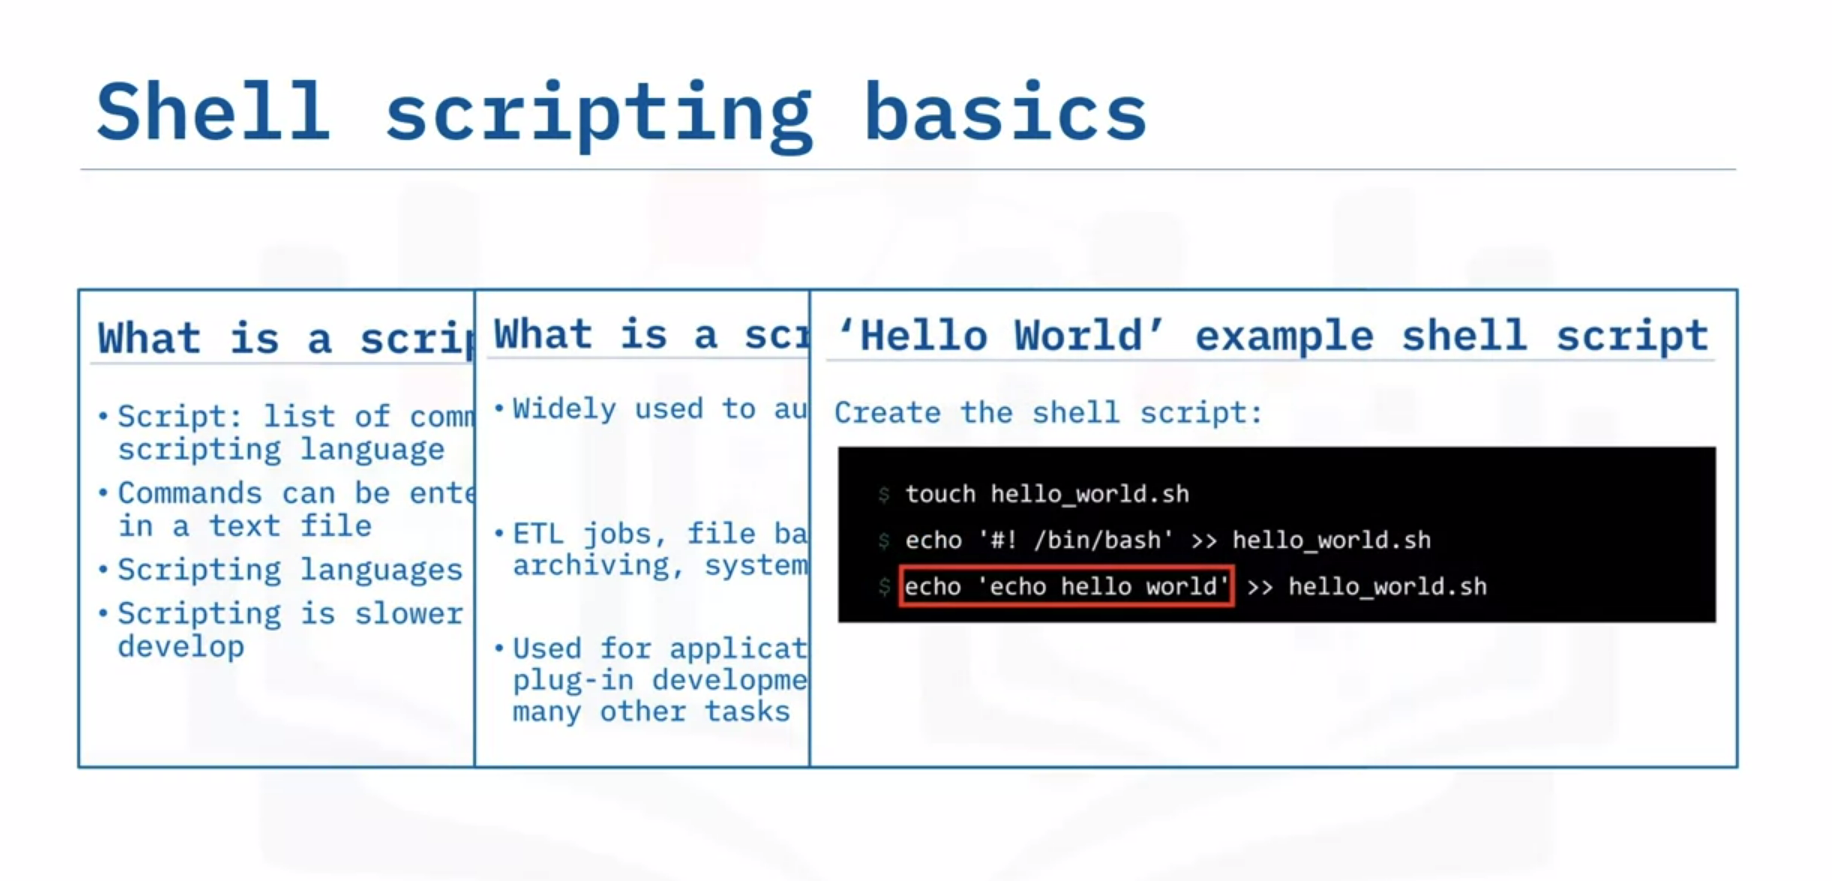 Shell scripting basics
What is a scrip
• Script: list of comm
scripting language
• Commands can be ente
in a text file
• Scripting languages
• Scripting is slower
develop
What is a scr
• Widely used to au
• ETL jobs, file ba
archiving, system
• Used for applicat
plug-in developme
many other tasks
‘Hello World’ example shell script
Create the shell script:
$ touch hello_world.sh
$ echo '#! /bin/bash' >> hello_world.sh
$ echo 'echo hello world' >> hello_world.sh